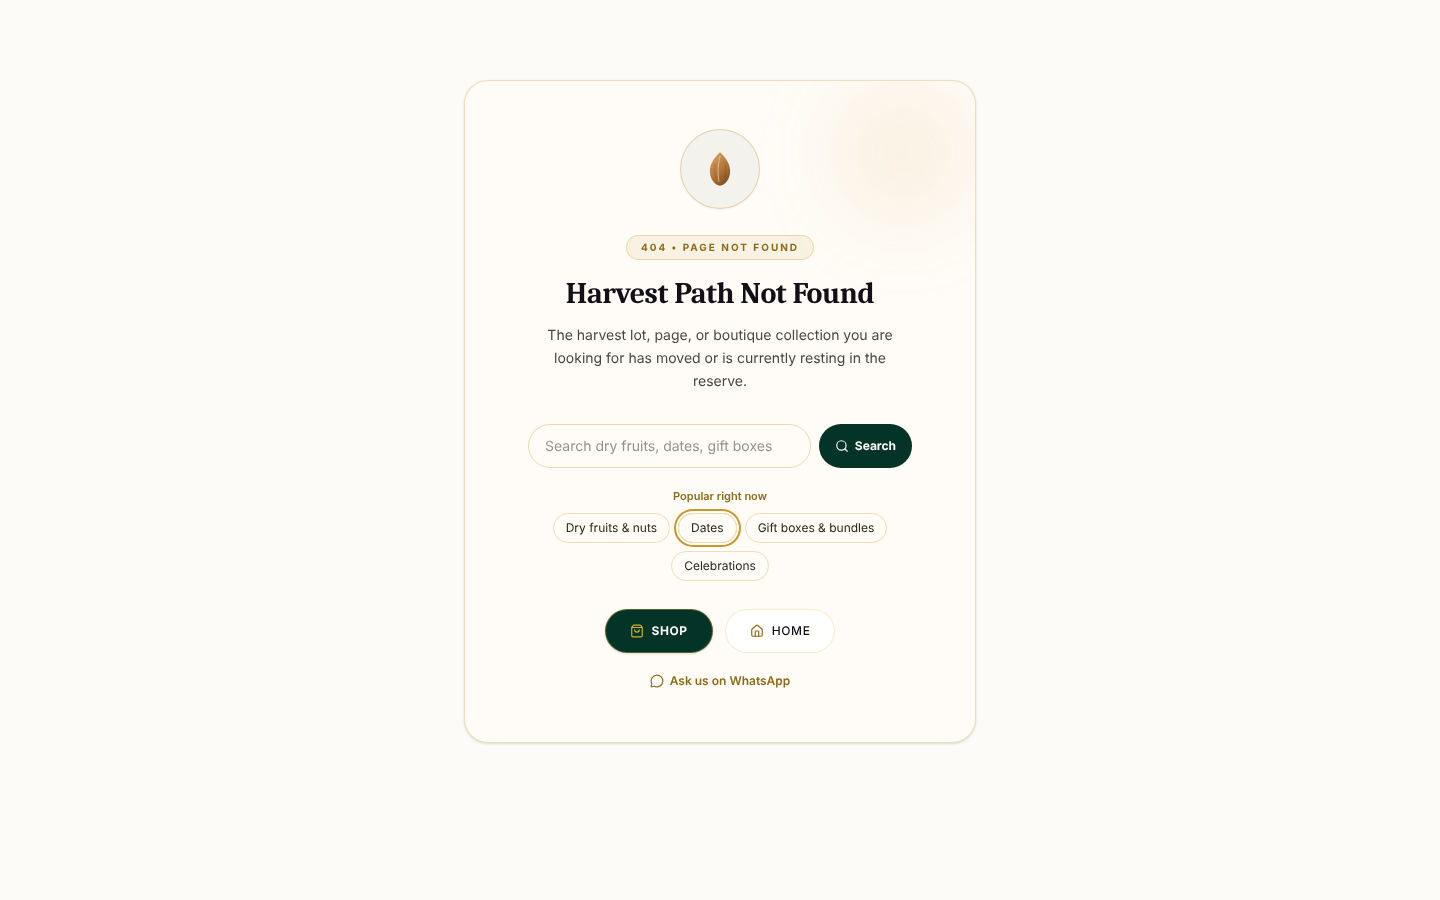 404 • PAGE NOT FOUND
Harvest Path Not Found
The harvest lot, page, or boutique collection you are
looking for has moved or is currently resting in the
reserve.
Search dry fruits, dates, gift boxes
Search
Popular right now
Dry fruits & nuts
Dates
Gift boxes & bundles
Celebrations
SHOP
HOME
Ask us on WhatsApp